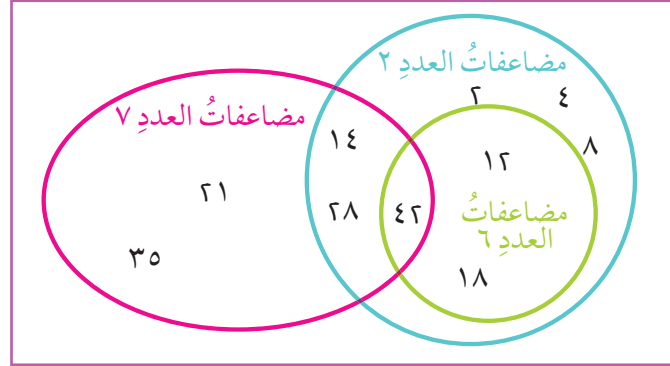 مضاعفاتُ العددِ ٢
٢
٤
٨
مضاعفاتُ العددِ ٧
١٤
١٢
٢١
٢٨
٤٢
مضاعفاتُ
العددِ ٦
٣٥
١٨